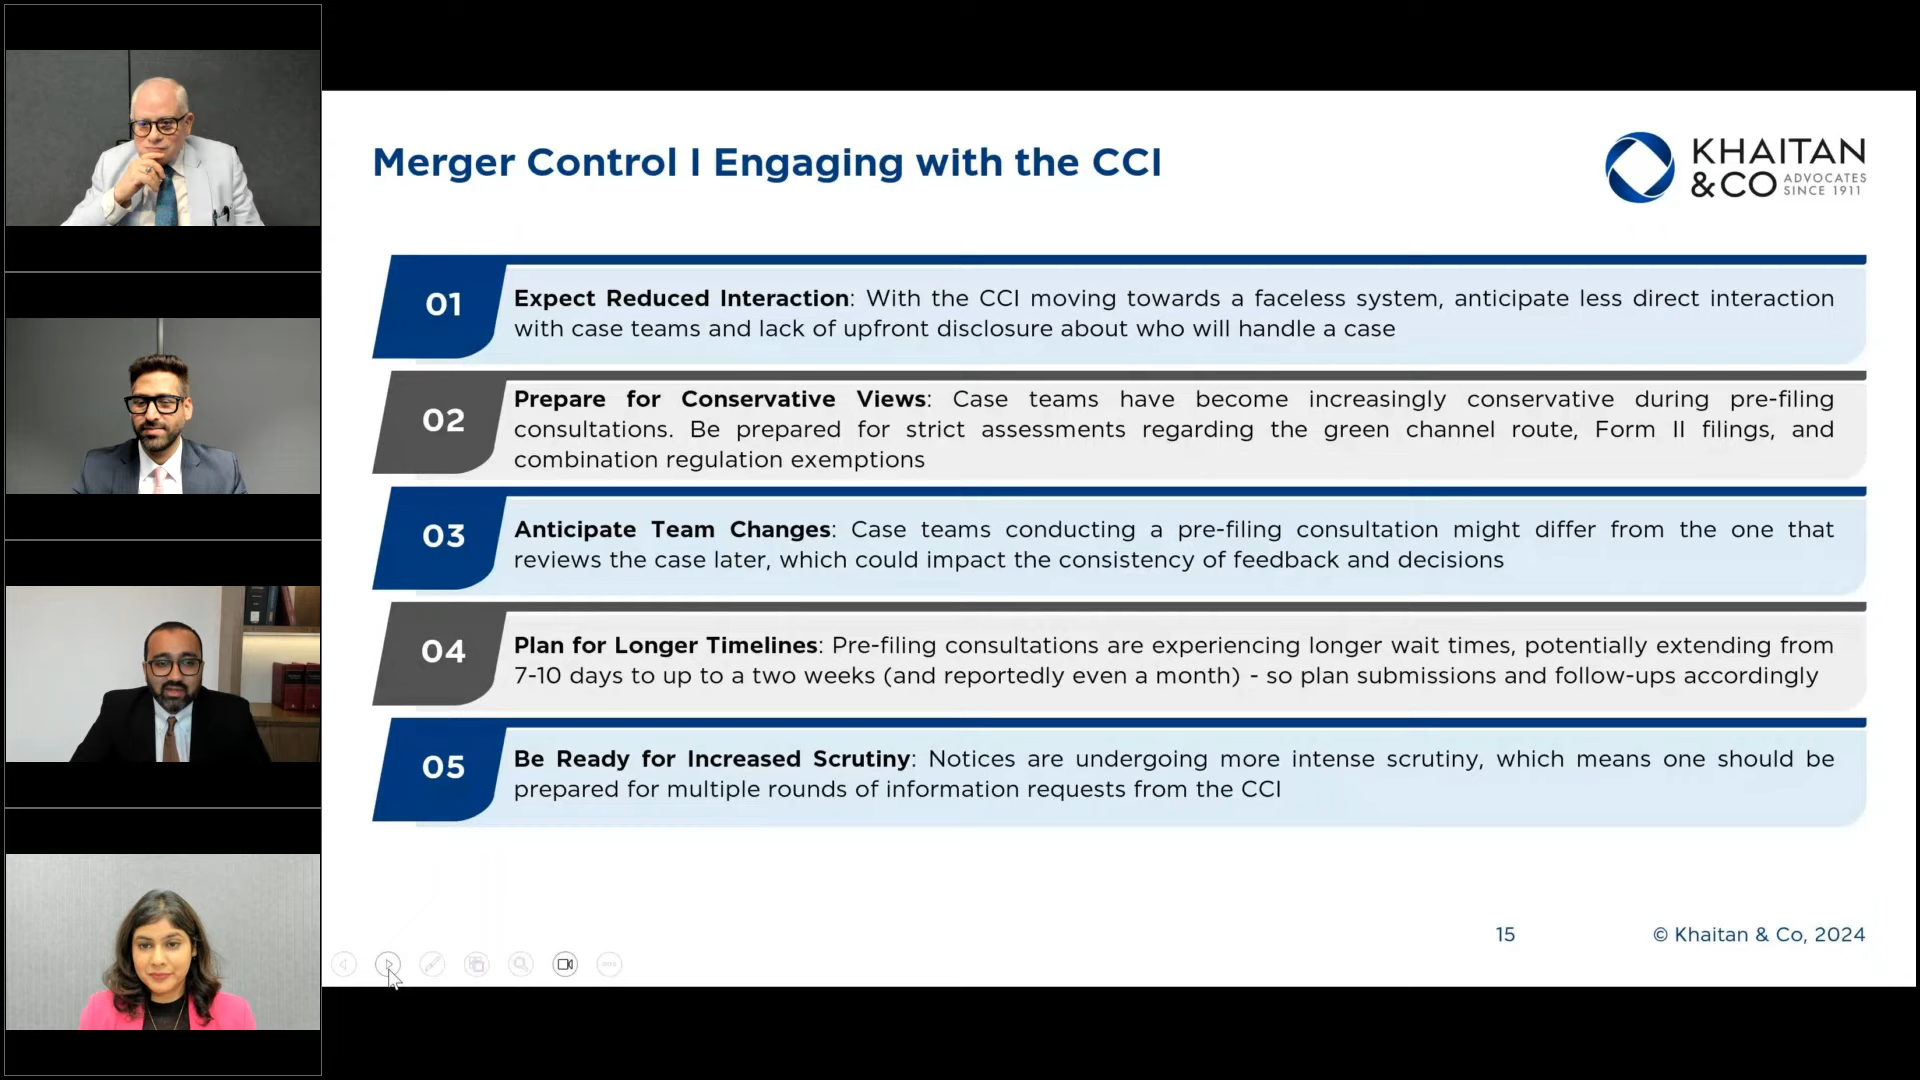 Merger Control I Engaging with the CCI
KHAITAN
&CO ADVOCATES
SINCE 1911
01
Expect Reduced Interaction: With the CCI moving towards a faceless system, anticipate less direct interaction
with case teams and lack of upfront disclosure about who will handle a case
02
Prepare for Conservative Views: Case teams have become increasingly conservative during pre-filing
consultations. Be prepared for strict assessments regarding the green channel route, Form II filings, and
combination regulation exemptions
03
Anticipate Team Changes: Case teams conducting a pre-filing consultation might differ from the one that
reviews the case later, which could impact the consistency of feedback and decisions
04
Plan for Longer Timelines: Pre-filing consultations are experiencing longer wait times, potentially extending from
7-10 days to up to a two weeks (and reportedly even a month) - so plan submissions and follow-ups accordingly
05
Be Ready for Increased Scrutiny: Notices are undergoing more intense scrutiny, which means one should be
prepared for multiple rounds of information requests from the CCI
15
© Khaitan & Co, 2024